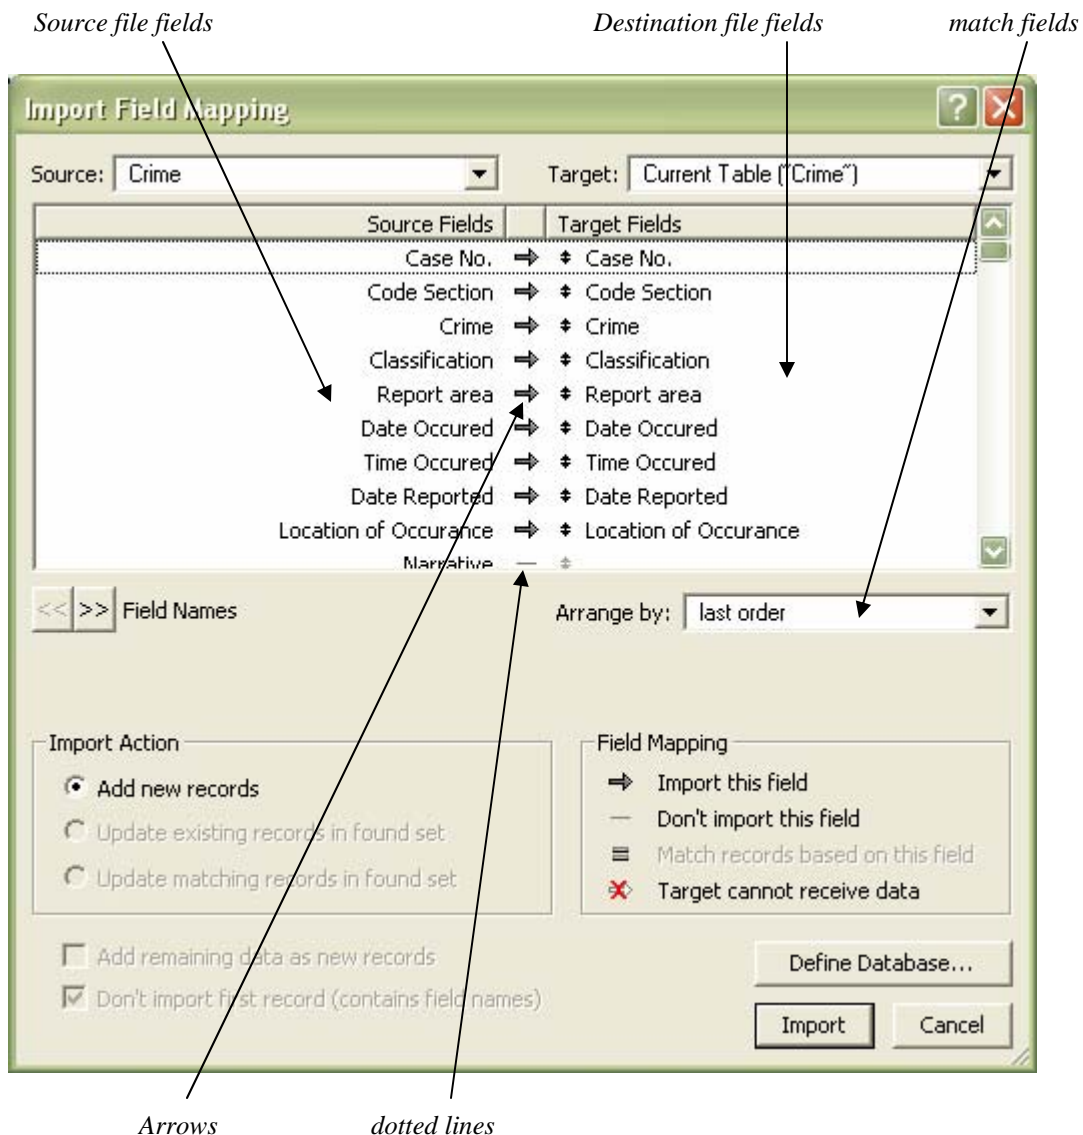 Source file fields Destination file fields match fields
Import Field Mapping
Source: Crime Target: Current Table ("Crime")
Source Fields Target Fields
Case No. Case No.
Code Section Code Section
Crime Crime
Classification Classification
Report area Report area
Date Occured Date Occured
Time Occured Time Occured
Date Reported Date Reported
Location of Occurance Location of Occurance
Narrative
<< >> Field Names Arrange by: last order
Import Action Field Mapping
Add new records Import this field
Update existing records in found set Don't import this field
Update matching records in found set Match records based on this field
Target cannot receive data
Add remaining data as new records Define Database...
Don't import first record (contains field names)
Import Cancel
Arrows dotted lines